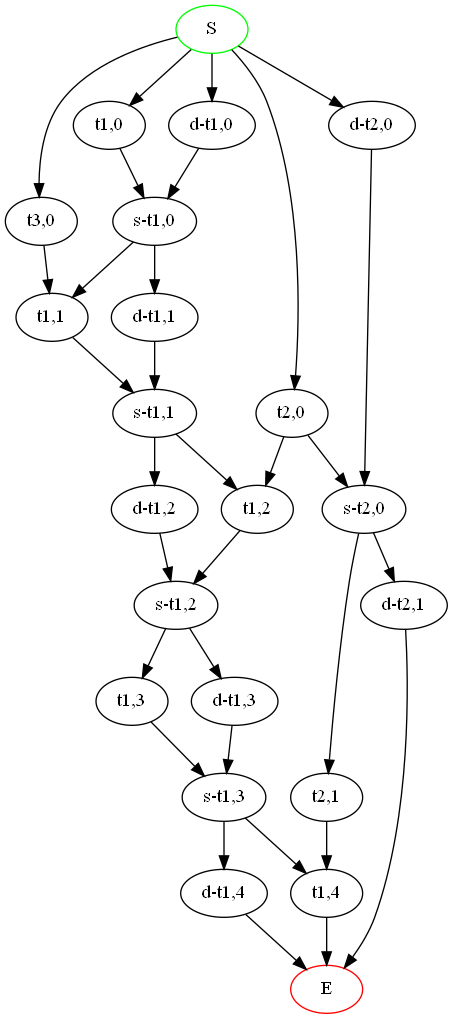 S
t1,0
d-t1,0
d-t2,0
t3,0
s-t1,0
t1,1
d-t1,1
s-t1,1
t2,0
d-t1,2
t1,2
s-t2,0
s-t1,2
d-t2,1
t1,3
d-t1,3
s-t1,3
t2,1
d-t1,4
t1,4
E